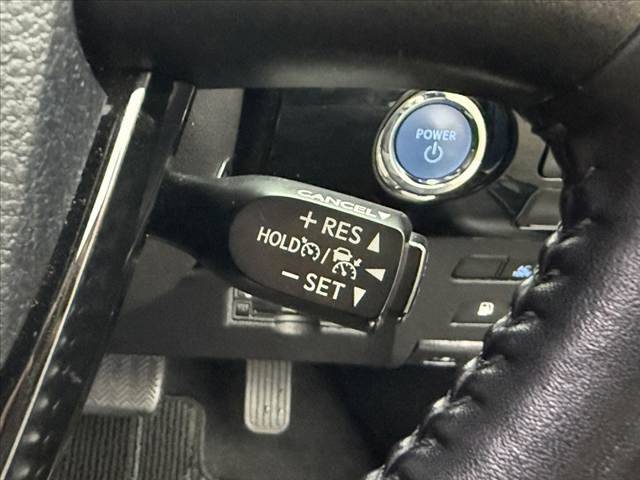 POWER
CANCEL
+ RES
HOLD /
− SET